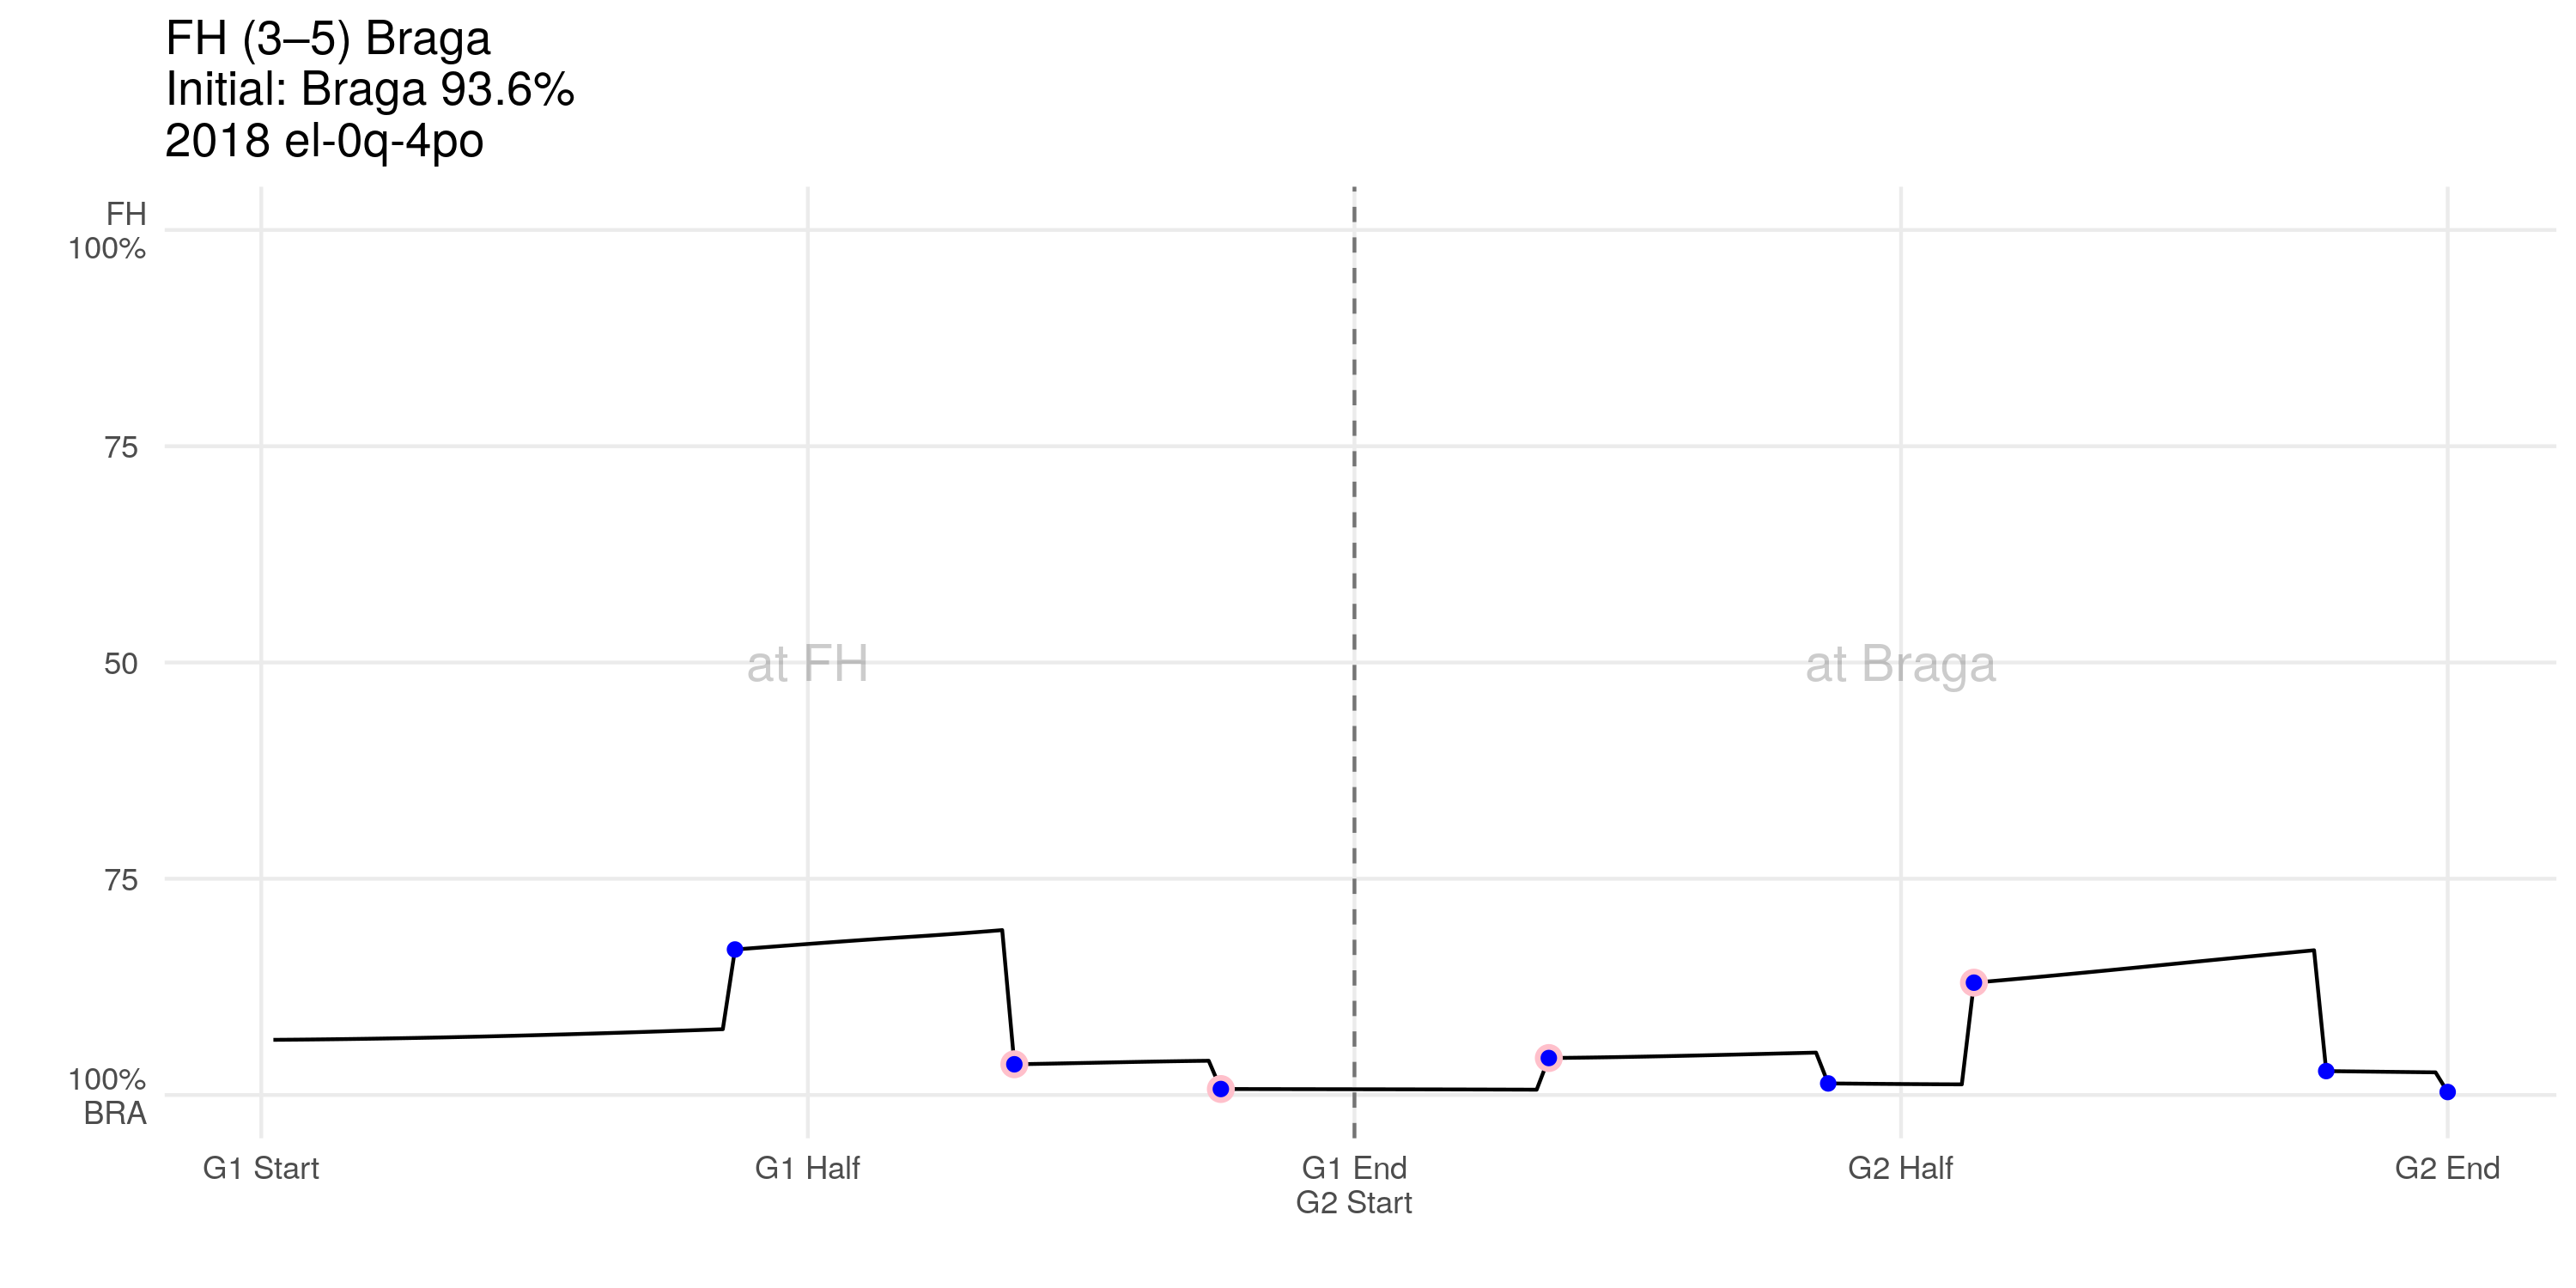 FH (3–5) Braga
Initial: Braga 93.6%
2018 el-0q-4po
FH
100%
75
50
75
100%
BRA
at FH
at Braga
G1 Start
G1 Half
G1 End
G2 Start
G2 Half
G2 End